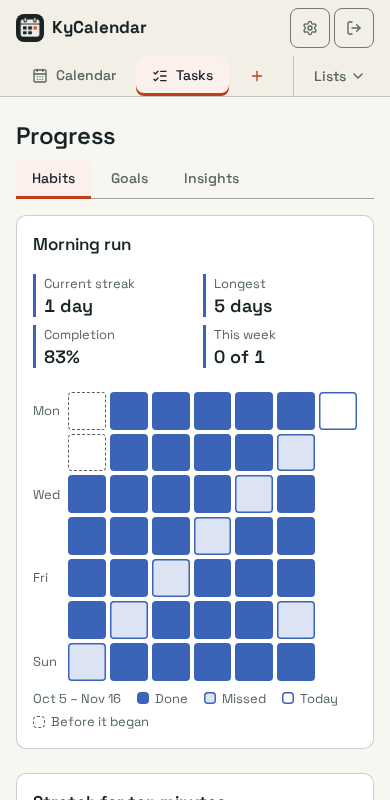 KyCalendar
Calendar
Tasks
+
Lists
Progress
Habits
Goals
Insights
Morning run
Current streak
1 day
Longest
5 days
Completion
83%
This week
0 of 1
Mon
Wed
Fri
Sun
Oct 5 – Nov 16
Done
Missed
Today
Before it began